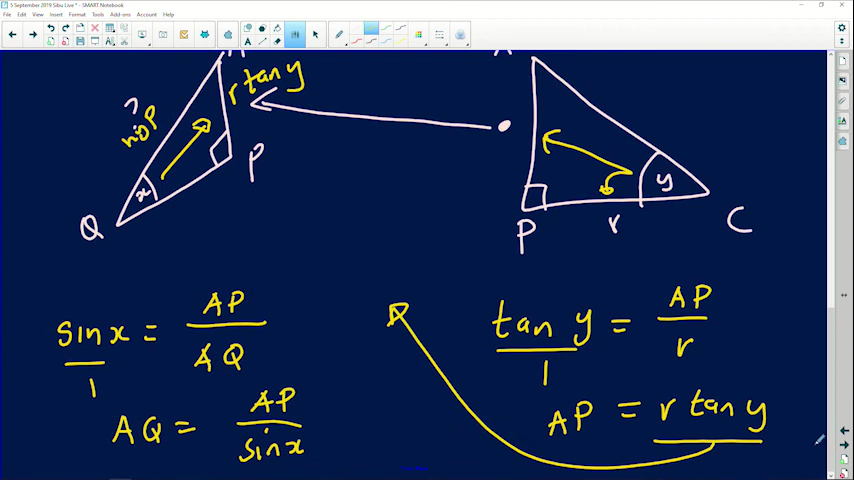 5 September 2019 Sibu Live * - SMART Notebook
File Edit View Insert Format Tools Add-ons Account Help
r tan y
?
P
x
Q
y
P
r
C
sin x = AP / AQ
1
AQ = AP / sin x
tan y = AP / r
1
AP = r tan y